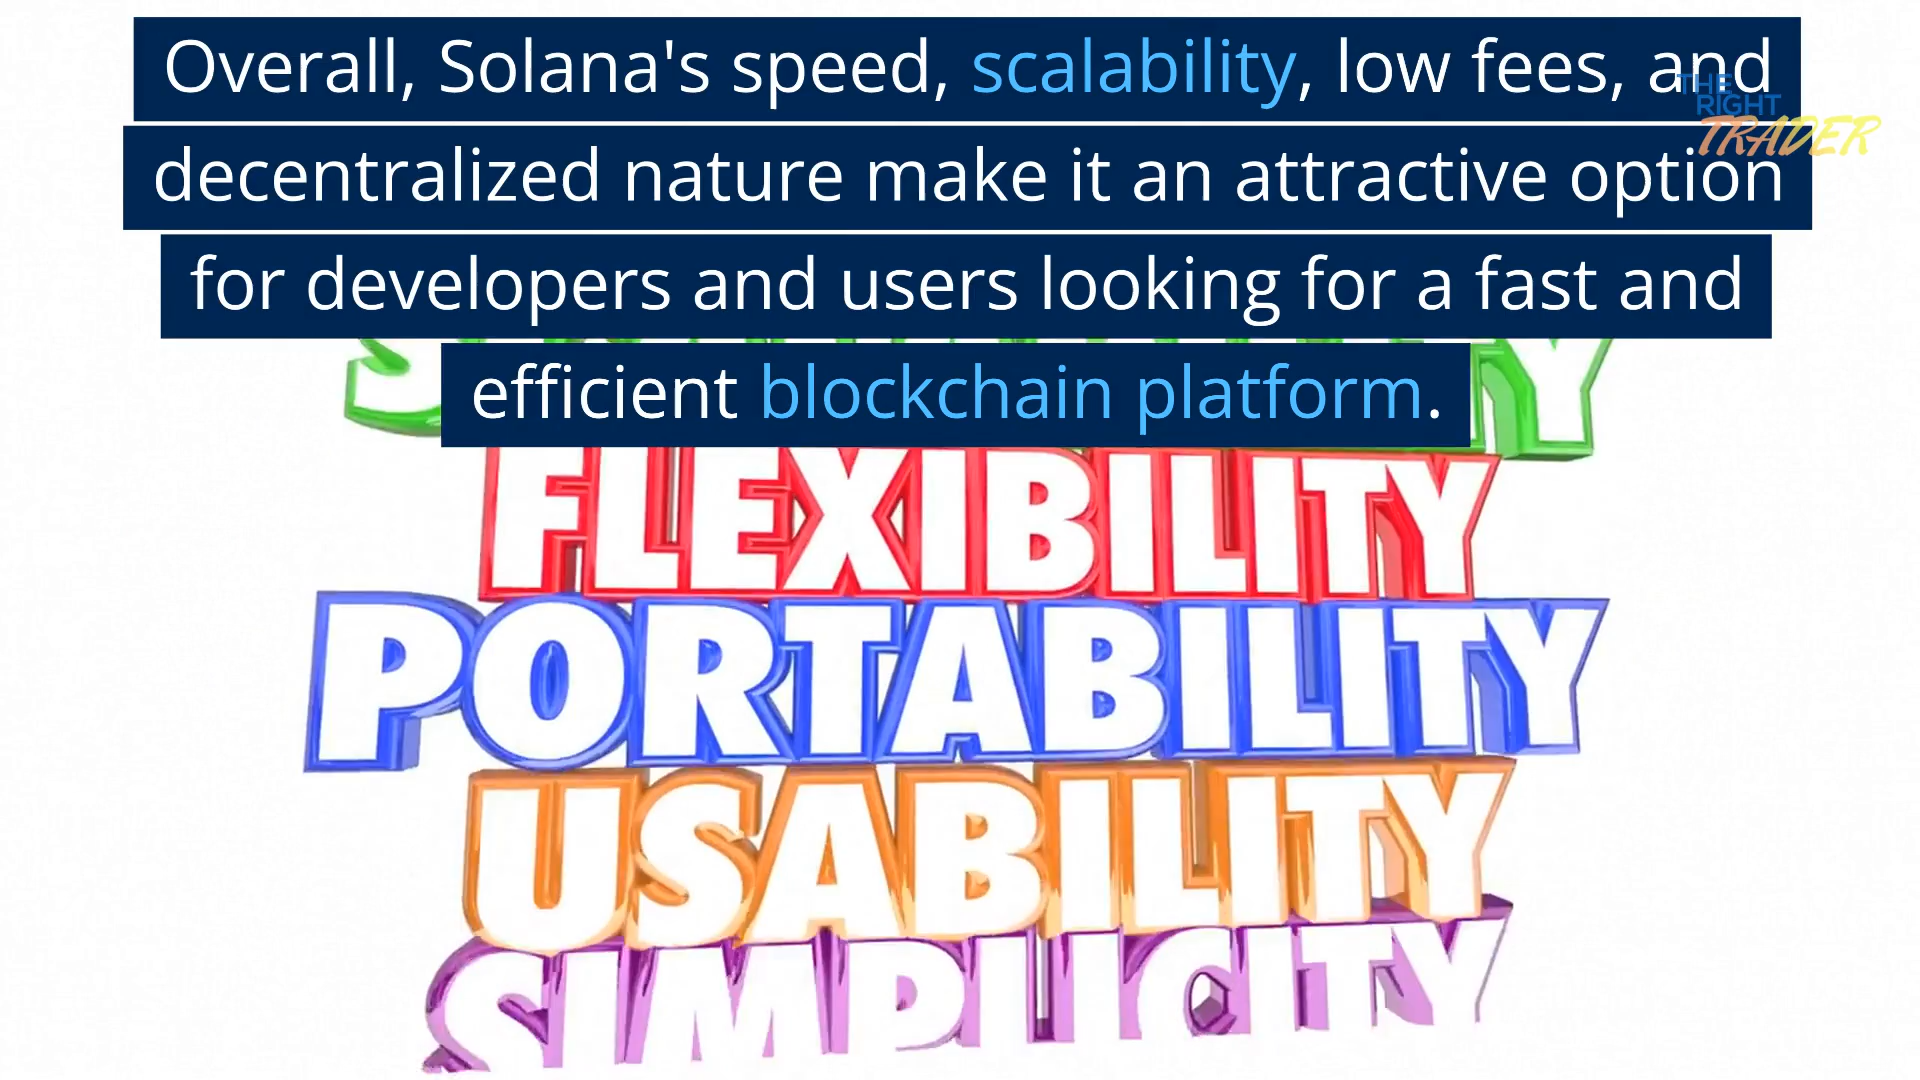 Overall, Solana's speed, scalability, low fees, and
THE
RIGHT
TRADER
decentralized nature make it an attractive option
for developers and users looking for a fast and
efficient blockchain platform.
FLEXIBILITY
PORTABILITY
USABILITY
SIMPLICITY